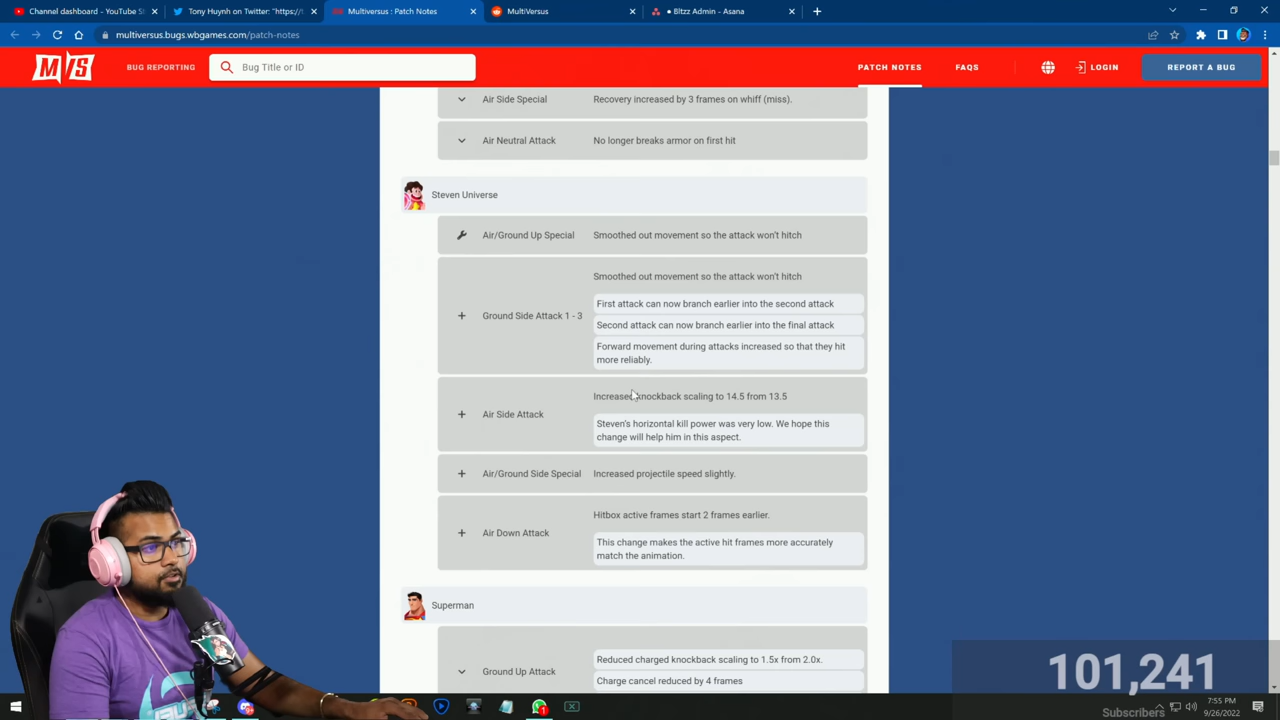 Channel dashboard - YouTube S
Tony Huynh on Twitter: "https://
Multiversus : Patch Notes
MultiVersus
Bltzz Admin - Asana
multiversus.bugs.wbgames.com/patch-notes
M/S
BUG REPORTING
Bug Title or ID
PATCH NOTES
FAQS
LOGIN
REPORT A BUG
Air Side Special
Recovery increased by 3 frames on whiff (miss).
Air Neutral Attack
No longer breaks armor on first hit
Steven Universe
Air/Ground Up Special
Smoothed out movement so the attack won't hitch
Ground Side Attack 1 - 3
Smoothed out movement so the attack won't hitch
First attack can now branch earlier into the second attack
Second attack can now branch earlier into the final attack
Forward movement during attacks increased so that they hit
more reliably.
Air Side Attack
Increased knockback scaling to 14.5 from 13.5
Steven's horizontal kill power was very low. We hope this
change will help him in this aspect.
Air/Ground Side Special
Increased projectile speed slightly.
Air Down Attack
Hitbox active frames start 2 frames earlier.
This change makes the active hit frames more accurately
match the animation.
Superman
Ground Up Attack
Reduced charged knockback scaling to 1.5x from 2.0x.
Charge cancel reduced by 4 frames
101,241
Subscribers
7:55 PM
9/26/2022